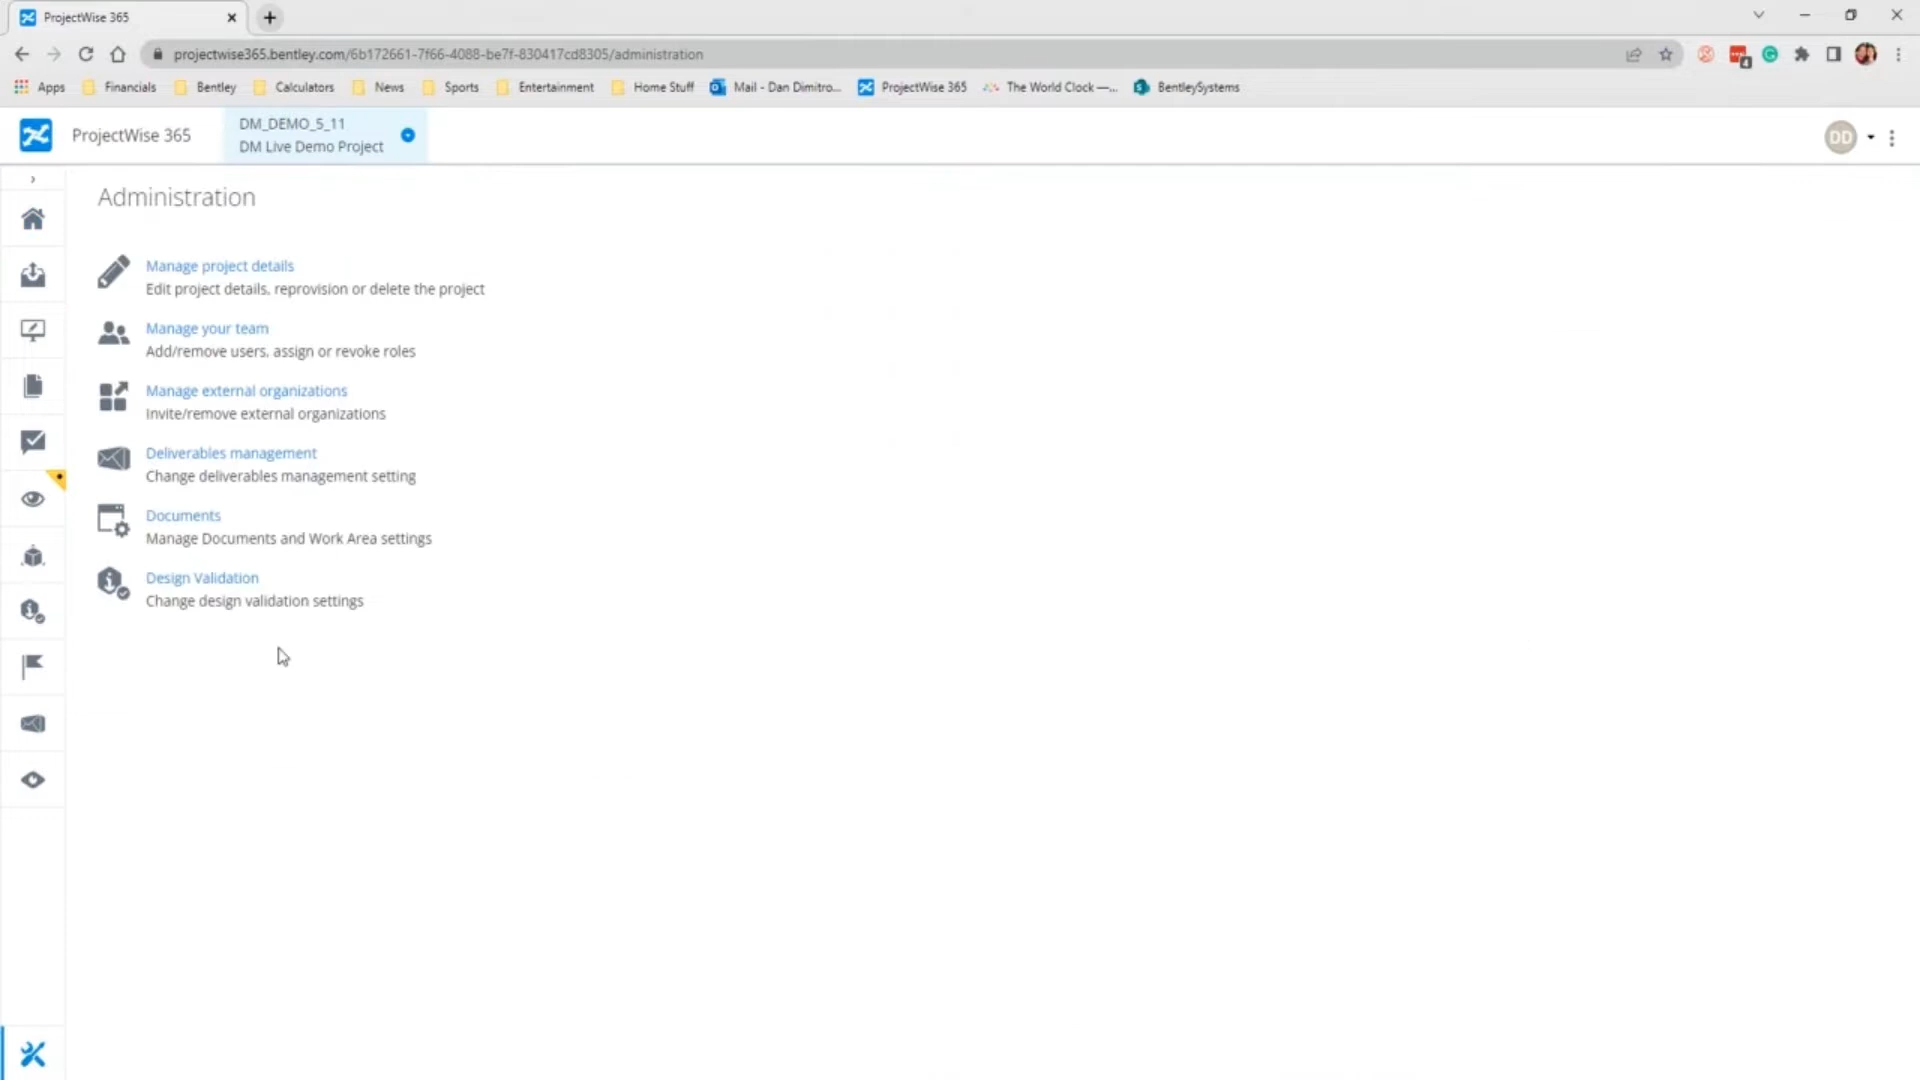 ProjectWise 365
projectwise365.bentley.com/6b172661-7f66-4088-be7f-830417cd8305/administration
4
Apps Financials Bentley Calculators News Sports Entertainment Home Stuff Mail - Dan Dimitro... ProjectWise 365 The World Clock —... BentleySystems
ProjectWise 365
DM_DEMO_5_11
DM Live Demo Project
DD
Administration
Manage project details
Edit project details, reprovision or delete the project
Manage your team
Add/remove users, assign or revoke roles
Manage external organizations
Invite/remove external organizations
Deliverables management
Change deliverables management setting
Documents
Manage Documents and Work Area settings
Design Validation
Change design validation settings